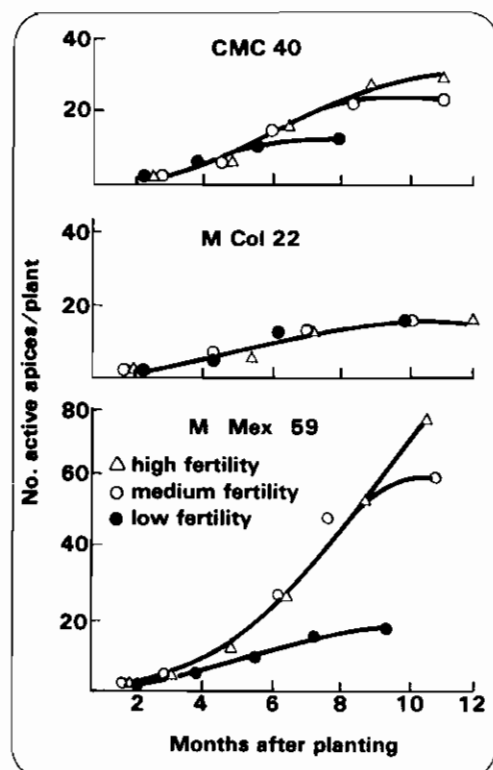 No. active apices/plant
CMC 40
40
20
M Col 22
40
20
M Mex 59
80
60
40
20
△ high fertility
○ medium fertility
● low fertility
2 4 6 8 10 12
Months after planting